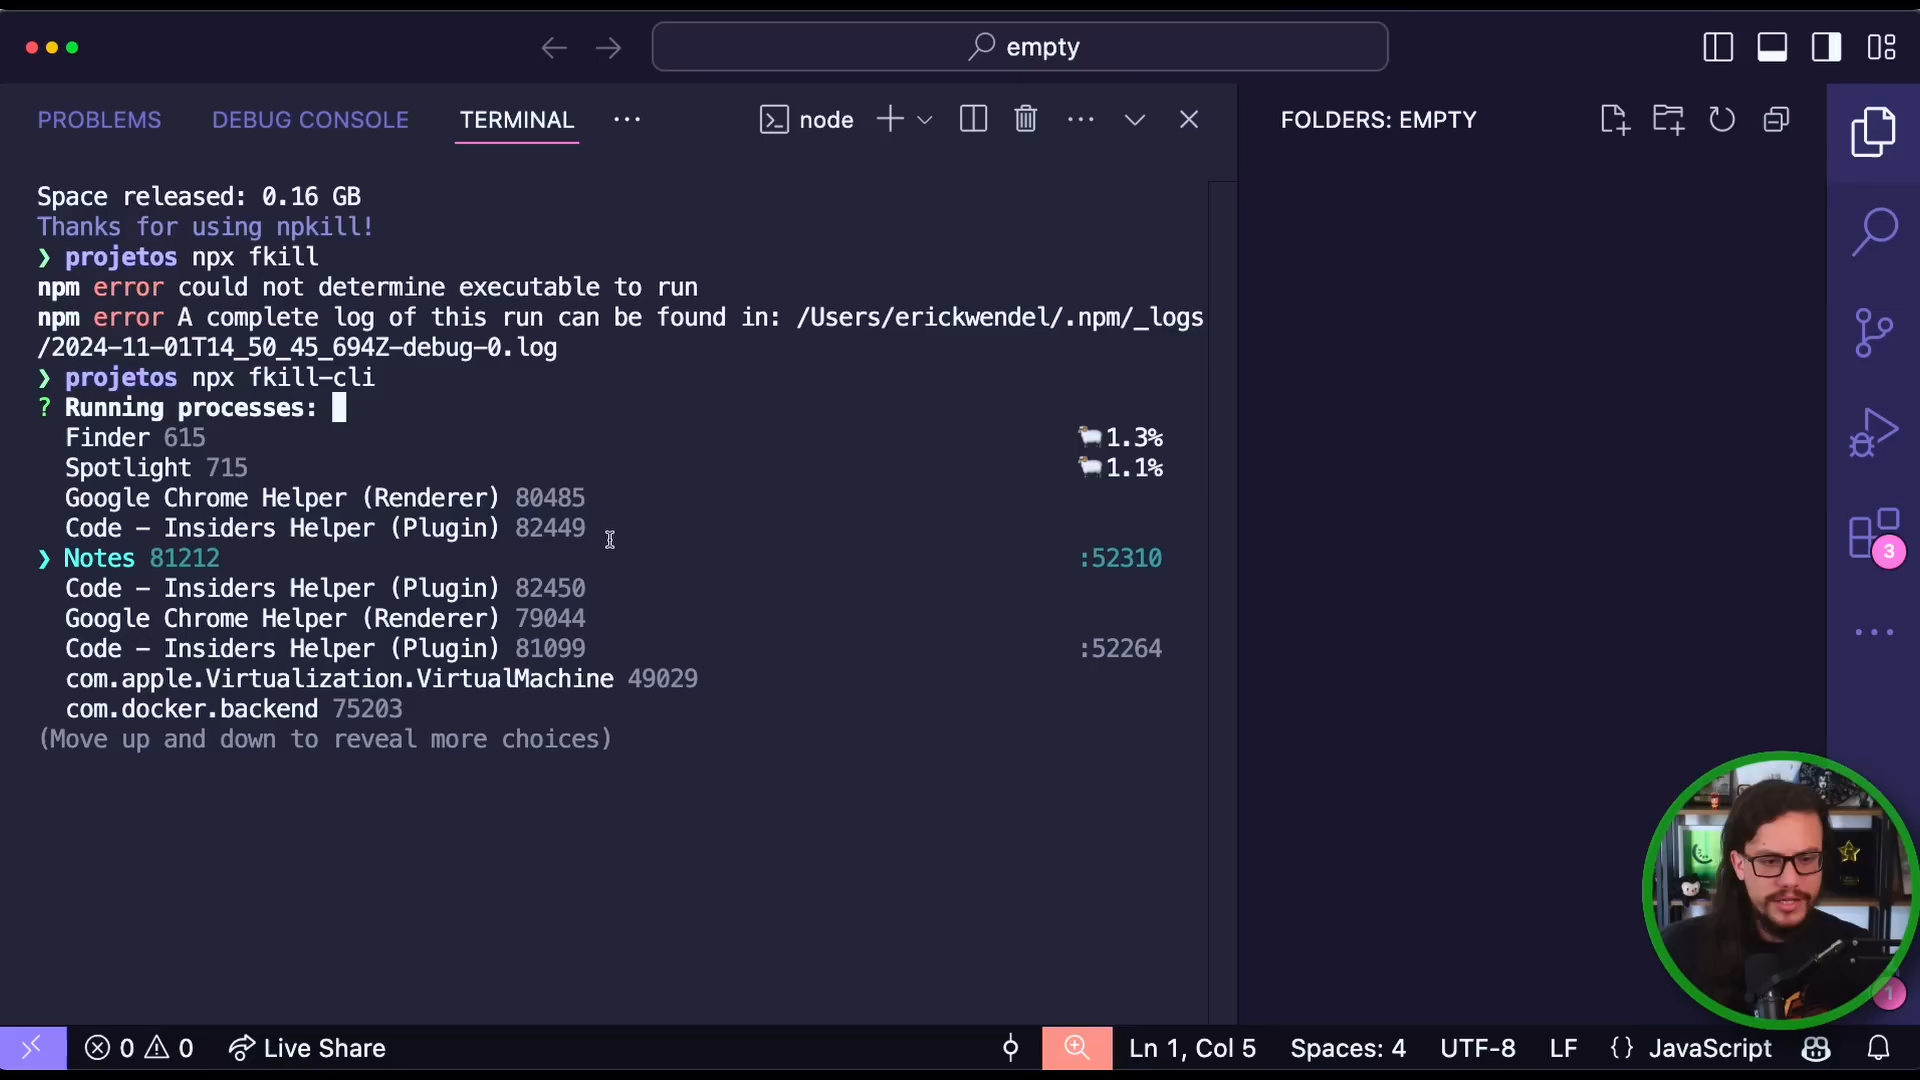 empty
PROBLEMS DEBUG CONSOLE TERMINAL ··· node ···
FOLDERS: EMPTY
Space released: 0.16 GB
Thanks for using npkill!
❯ projetos npx fkill
npm error could not determine executable to run
npm error A complete log of this run can be found in: /Users/erickwendel/.npm/_logs
/2024-11-01T14_50_45_694Z-debug-0.log
❯ projetos npx fkill-cli
? Running processes:
Finder 615 🐏1.3%
Spotlight 715 🐏1.1%
Google Chrome Helper (Renderer) 80485
Code – Insiders Helper (Plugin) 82449
❯ Notes 81212 :52310
Code – Insiders Helper (Plugin) 82450
Google Chrome Helper (Renderer) 79044
Code – Insiders Helper (Plugin) 81099 :52264
com.apple.Virtualization.VirtualMachine 49029
com.docker.backend 75203
(Move up and down to reveal more choices)
3
1
0 0 Live Share Ln 1, Col 5 Spaces: 4 UTF-8 LF {} JavaScript